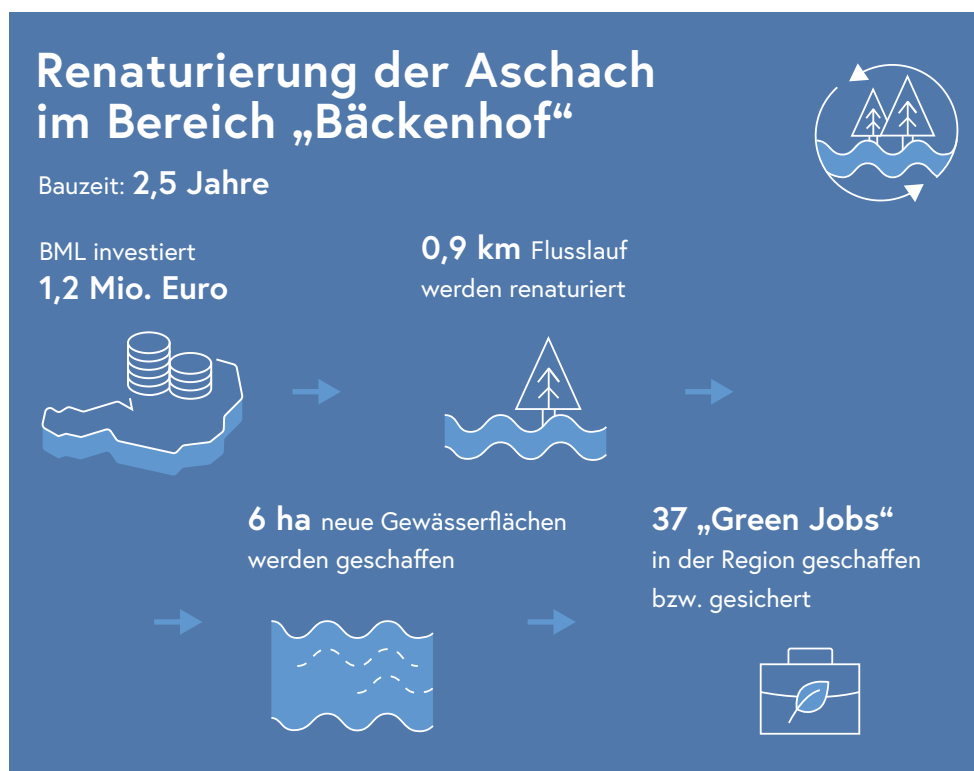 Renaturierung der Aschach
im Bereich „Bäckenhof“
Bauzeit: 2,5 Jahre
BML investiert
1,2 Mio. Euro
0,9 km Flusslauf
werden renaturiert
6 ha neue Gewässerflächen
werden geschaffen
37 „Green Jobs“
in der Region geschaffen
bzw. gesichert